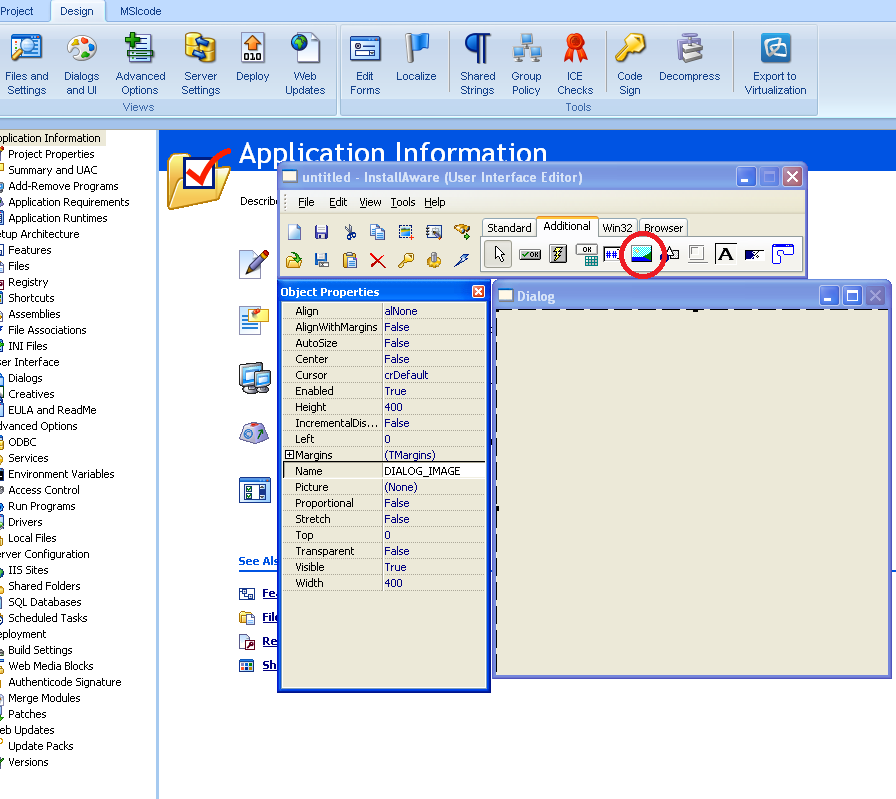 Project Design MSIcode
Files and Settings
Dialogs and UI
Advanced Options
Server Settings
Deploy
Web Updates
Views
Edit Forms
Localize
Shared Strings
Group Policy
ICE Checks
Code Sign
Decompress
Export to Virtualization
Tools
pplication Information
Project Properties
Summary and UAC
Add-Remove Programs
Application Requirements
Application Runtimes
etup Architecture
Features
Files
Registry
Shortcuts
Assemblies
File Associations
INI Files
ser Interface
Dialogs
Creatives
EULA and ReadMe
dvanced Options
ODBC
Services
Environment Variables
Access Control
Run Programs
Drivers
Local Files
erver Configuration
IIS Sites
Shared Folders
SQL Databases
Scheduled Tasks
eployment
Build Settings
Web Media Blocks
Authenticode Signature
Merge Modules
Patches
eb Updates
Update Packs
Versions
Application Information
Describe
See Als
Fea
File
Re
Sh
untitled - InstallAware (User Interface Editor)
File Edit View Tools Help
Standard Additional Win32 Browser
OK
OK
##
A
Object Properties
Align alNone
AlignWithMargins False
AutoSize False
Center False
Cursor crDefault
Enabled True
Height 400
IncrementalDis... False
Left 0
Margins (TMargins)
Name DIALOG_IMAGE
Picture (None)
Proportional False
Stretch False
Top 0
Transparent False
Visible True
Width 400
Dialog